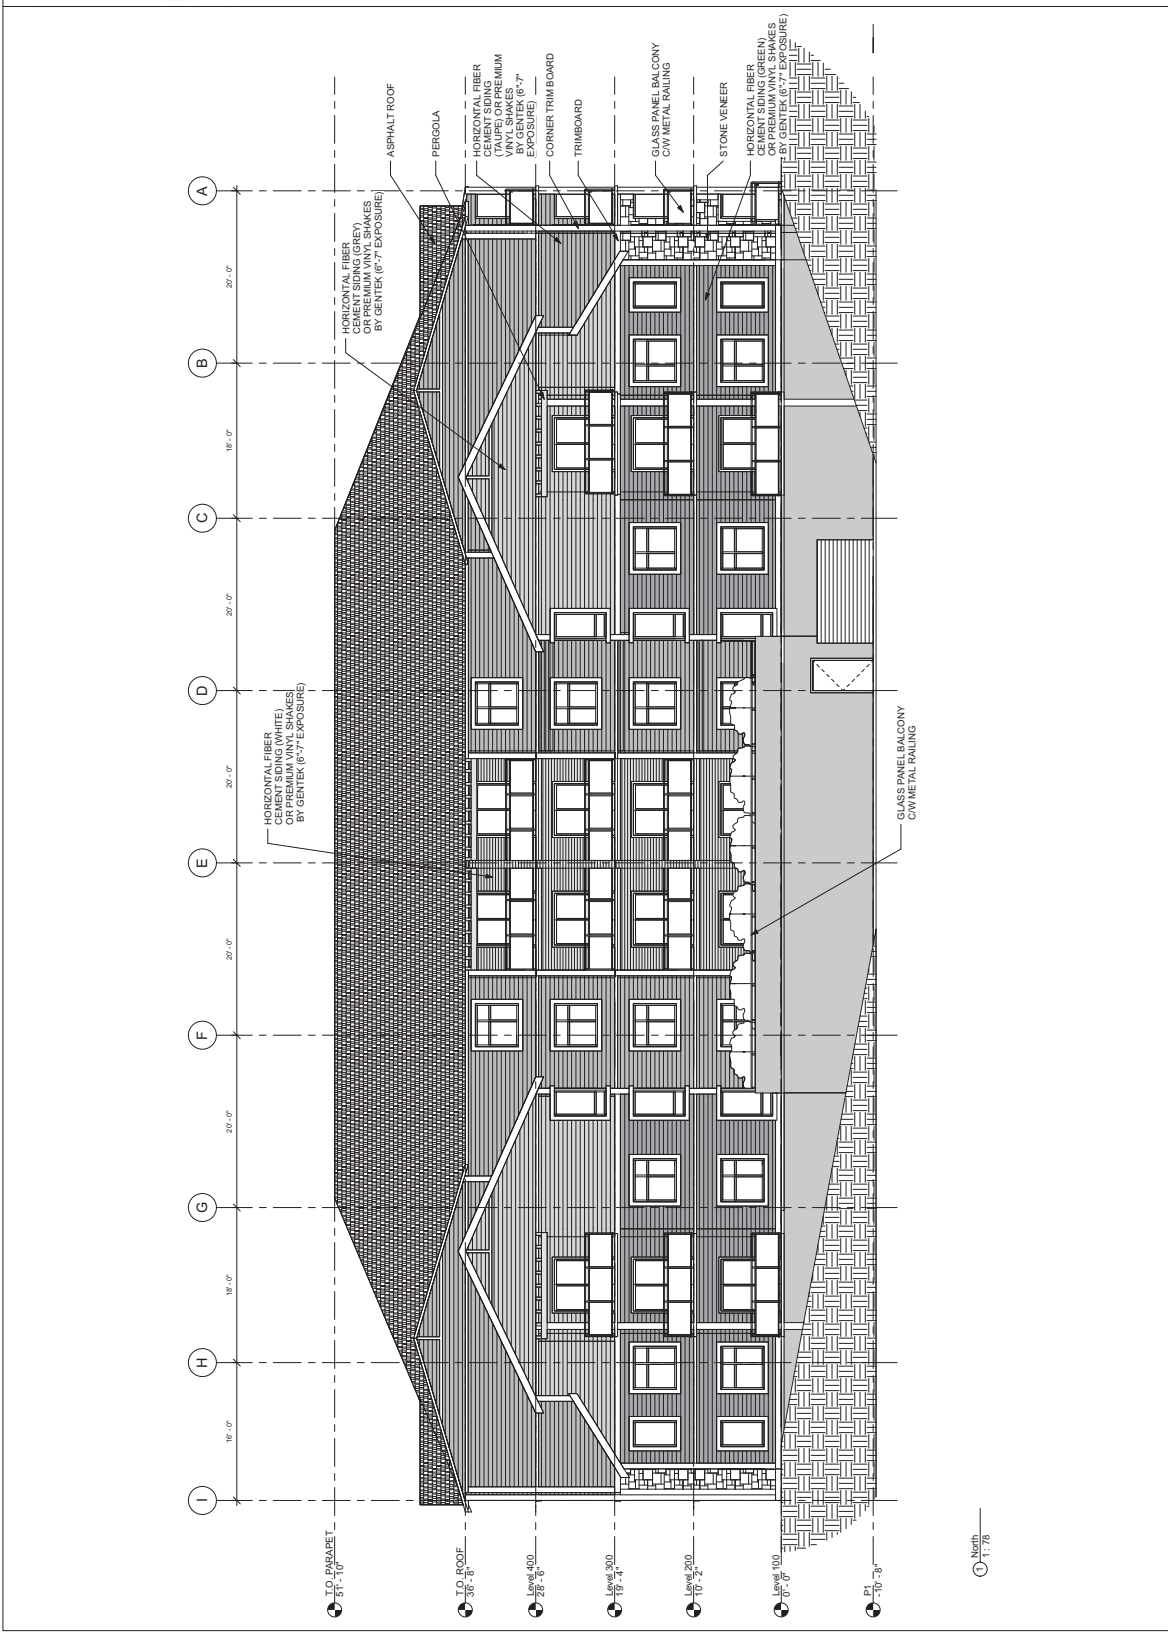 HORIZONTAL FIBER
CEMENT SIDING (WHITE)
OR PREMIUM VINYL SHAKES
BY GENTEK (6"-7" EXPOSURE)
HORIZONTAL FIBER
CEMENT SIDING (GREY)
OR PREMIUM VINYL SHAKES
BY GENTEK (6"-7" EXPOSURE)
ASPHALT ROOF
PERGOLA
HORIZONTAL FIBER
CEMENT SIDING
(TAUPE) OR PREMIUM
VINYL SHAKES
BY GENTEK (6"-7"
EXPOSURE)
CORNER TRIM BOARD
TRIMBOARD
GLASS PANEL BALCONY
C/W METAL RAILING
STONE VENEER
HORIZONTAL FIBER
CEMENT SIDING (GREEN)
OR PREMIUM VINYL SHAKES
BY GENTEK (6"-7" EXPOSURE)
GLASS PANEL BALCONY
C/W METAL RAILING
I
H
G
F
E
D
C
B
A
16' - 0"
18' - 0"
20' - 0"
20' - 0"
20' - 0"
20' - 0"
18' - 0"
20' - 0"
T.O. PARAPET
51' - 10"
T.O. ROOF
36' - 8"
Level 400
28' - 6"
Level 300
19' - 4"
Level 200
10' - 2"
Level 100
0' - 0"
P1
-10' - 8"
1
North
1 : 78